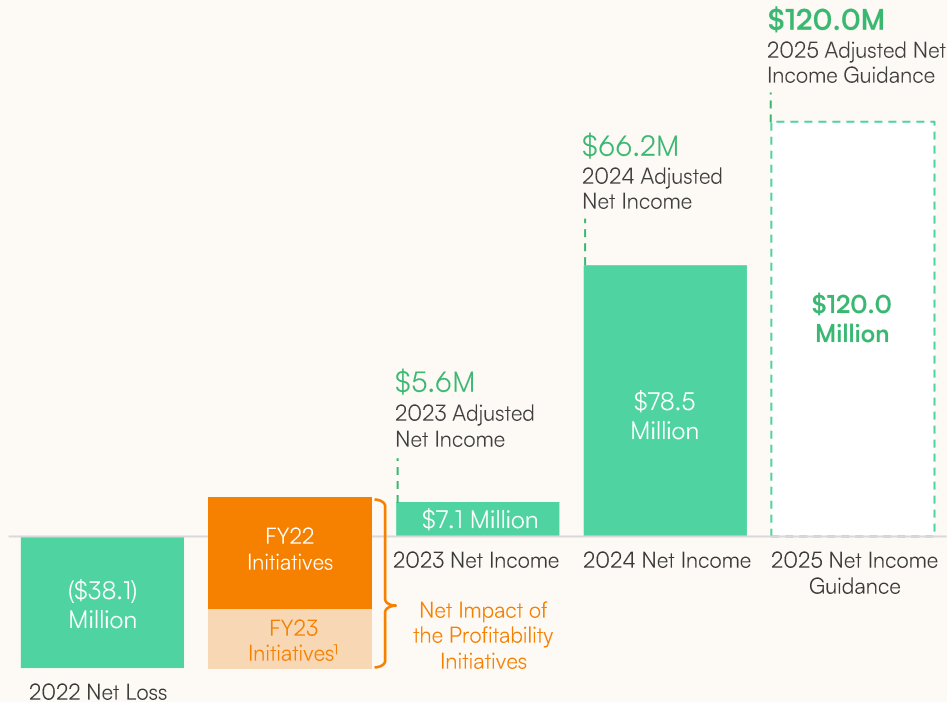 $120.0M
2025 Adjusted Net
Income Guidance
$66.2M
2024 Adjusted
Net Income
$120.0
Million
$5.6M
2023 Adjusted
Net Income
$78.5
Million
$7.1 Million
FY22
Initiatives
($38.1)
Million
2023 Net Income
2024 Net Income
2025 Net Income
Guidance
FY23
Initiatives¹
Net Impact of
the Profitability
Initiatives
2022 Net Loss